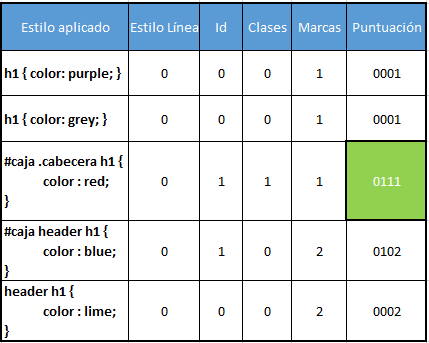 Estilo aplicado Estilo Línea Id Clases Marcas Puntuación
h1 { color: purple; } 0 0 0 1 0001
h1 { color: grey; } 0 0 0 1 0001
#caja .cabecera h1 {
color : red; 0 1 1 1 0111
}
#caja header h1 {
color : blue; 0 1 0 2 0102
}
header h1 {
color : lime; 0 0 0 2 0002
}